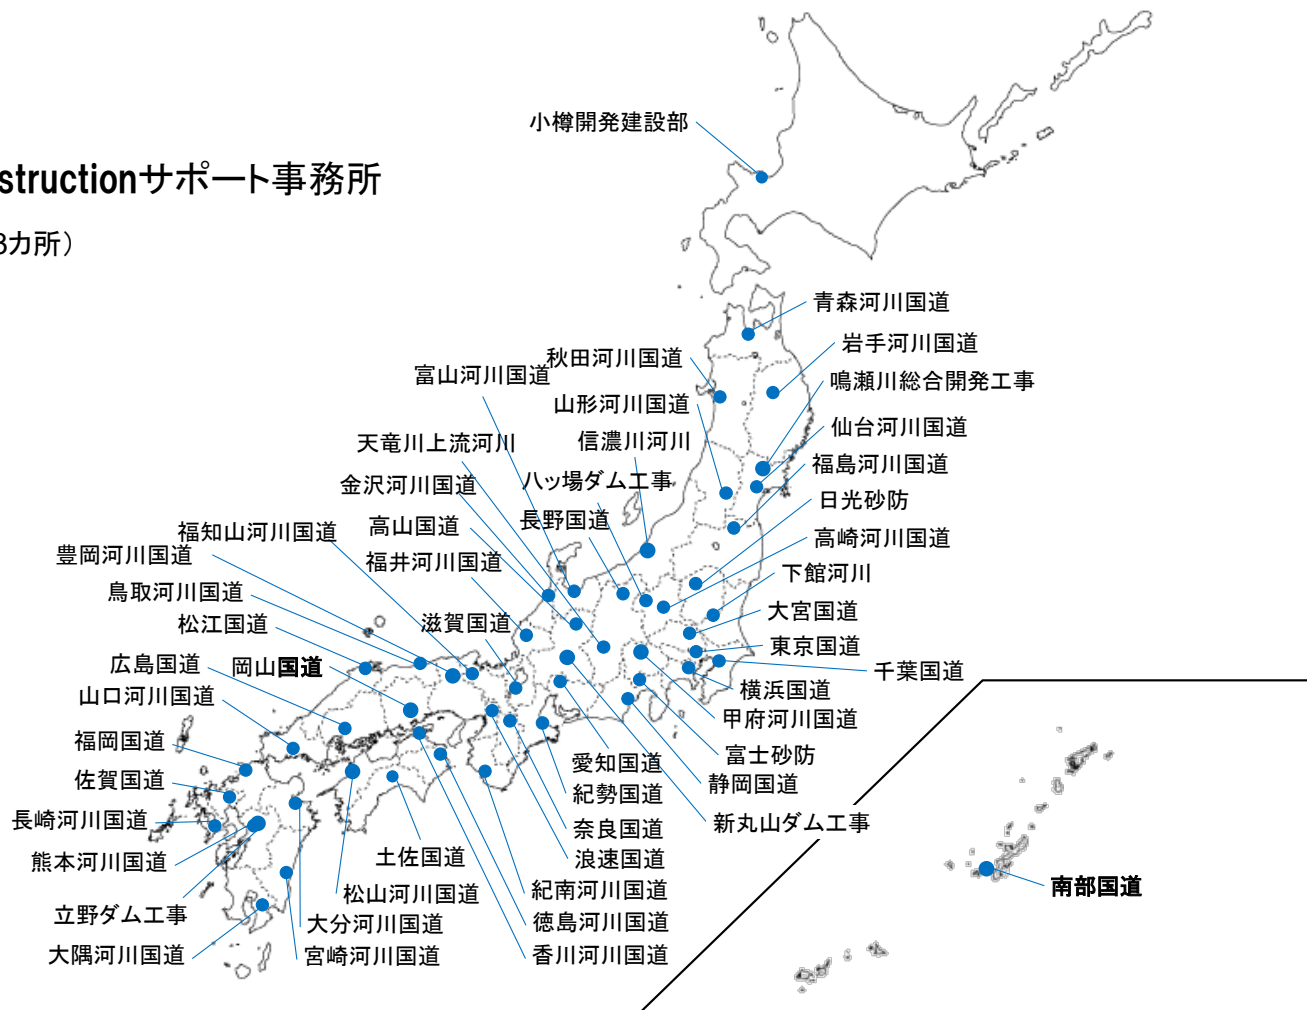 structionサポート事務所
3カ所）
小樽開発建設部
青森河川国道
岩手河川国道
秋田河川国道
富山河川国道
鳴瀬川総合開発工事
山形河川国道
仙台河川国道
天竜川上流河川
信濃川河川
福島河川国道
金沢河川国道
八ッ場ダム工事
日光砂防
高山国道
長野国道
福知山河川国道
高崎河川国道
豊岡河川国道
福井河川国道
下館河川
鳥取河川国道
大宮国道
松江国道
滋賀国道
東京国道
広島国道
岡山国道
千葉国道
山口河川国道
横浜国道
甲府河川国道
福岡国道
富士砂防
愛知国道
佐賀国道
静岡国道
紀勢国道
長崎河川国道
新丸山ダム工事
奈良国道
熊本河川国道
土佐国道
浪速国道
南部国道
松山河川国道
紀南河川国道
立野ダム工事
大分河川国道
徳島河川国道
大隅河川国道
宮崎河川国道
香川河川国道